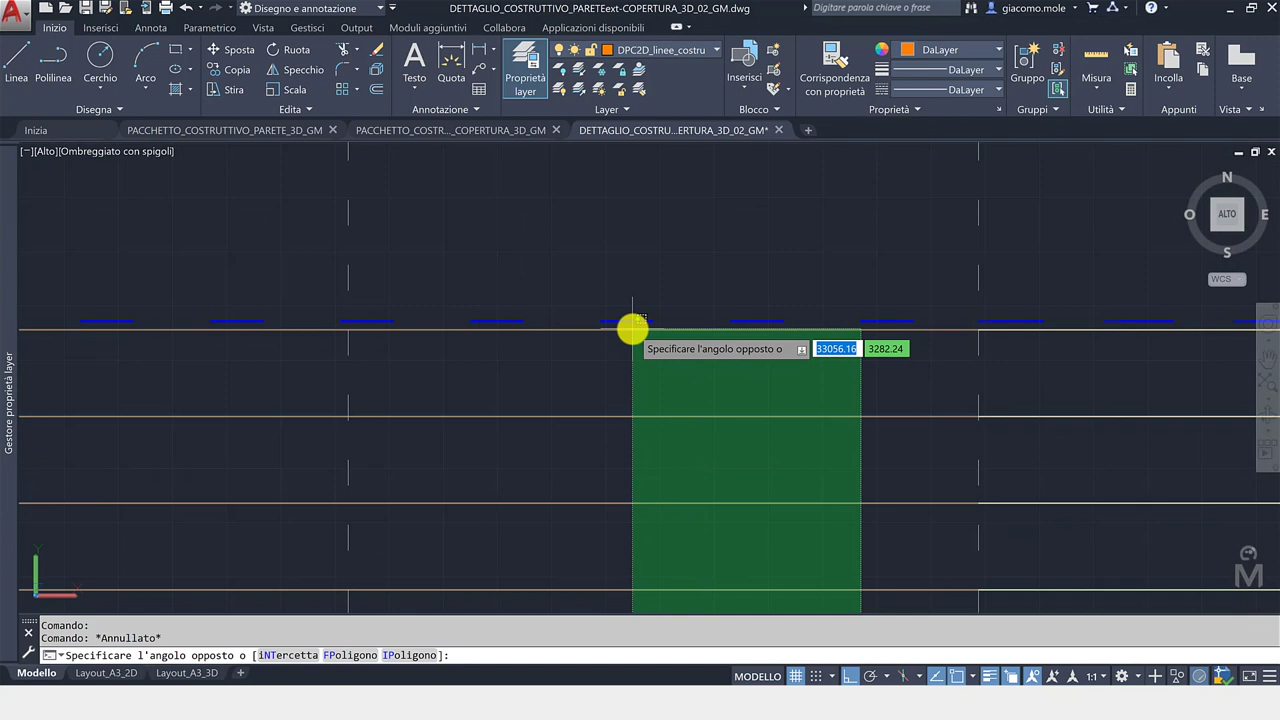 Disegno e annotazione
DETTAGLIO_COSTRUTTIVO_PARETEext-COPERTURA_3D_02_GM.dwg
Digitare parola chiave o frase
giacomo.mole
Inizio
Inserisci
Annota
Parametrico
Vista
Gestisci
Output
Moduli aggiuntivi
Collabora
Applicazioni disponibili
Linea
Polilinea
Cerchio
Arco
Sposta
Copia
Stira
Ruota
Specchio
Scala
Testo
Quota
Proprietà
layer
DPC2D_linee_costru
Inserisci
Corrispondenza
con proprietà
DaLayer
DaLayer
DaLayer
Gruppo
Misura
Incolla
Base
Disegna
Edita
Annotazione
Layer
Blocco
Proprietà
Gruppi
Utilità
Appunti
Vista
Inizia
PACCHETTO_COSTRUTTIVO_PARETE_3D_GM
PACCHETTO_COSTR..._COPERTURA_3D_GM
DETTAGLIO_COSTRU...ERTURA_3D_02_GM*
[−][Alto][Ombreggiato con spigoli]
N
O
ALTO
E
S
WCS
Specificare l'angolo opposto o
33056.16
3282.24
Gestore proprietà layer
Y
X
M
Comando:
Comando: *Annullato*
Specificare l'angolo opposto o [iNTercetta FPoligono IPoligono]:
Modello
Layout_A3_2D
Layout_A3_3D
MODELLO
1:1